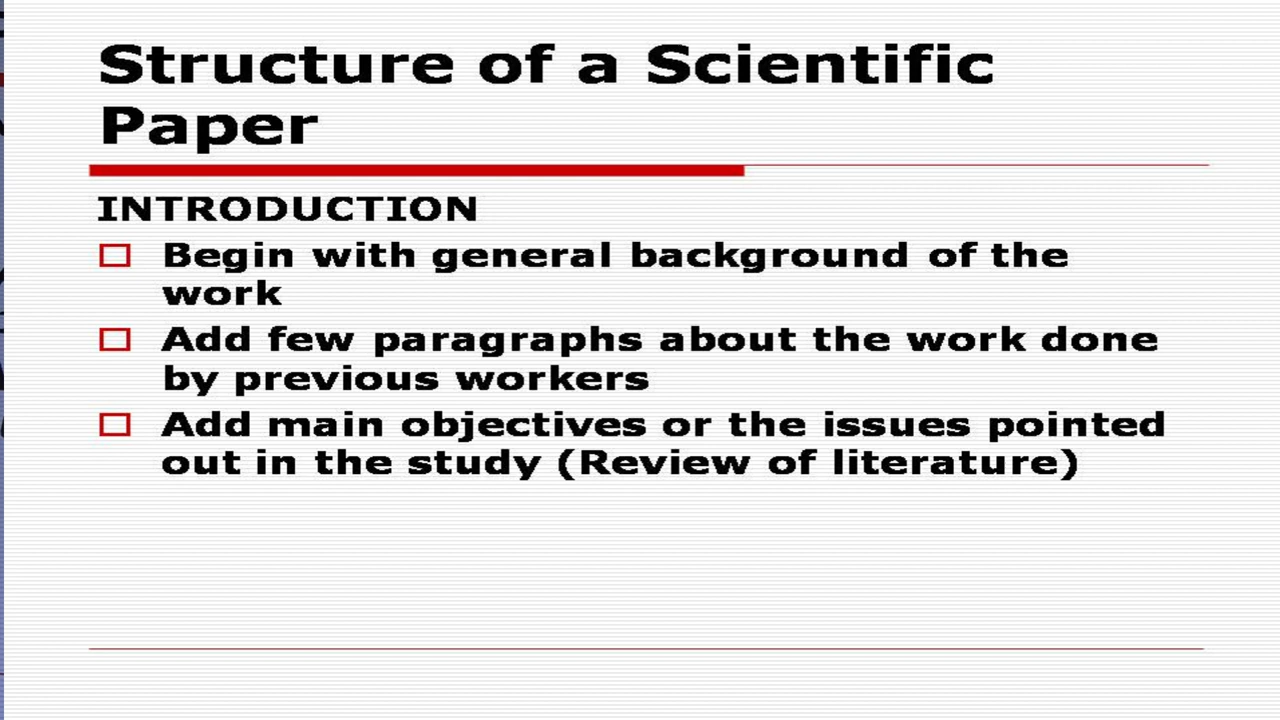 Structure of a Scientific
Paper
INTRODUCTION
Begin with general background of the
work
Add few paragraphs about the work done
by previous workers
Add main objectives or the issues pointed
out in the study (Review of literature)